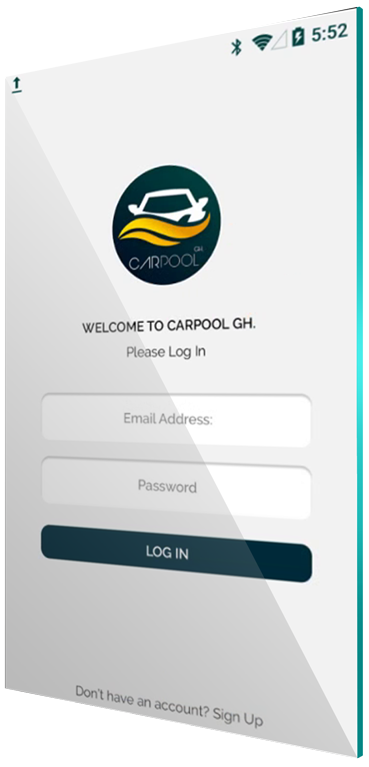 5:52
GH.
CARPOOL
WELCOME TO CARPOOL GH.
Please Log In
Email Address:
Password
LOG IN
Don't have an account? Sign Up